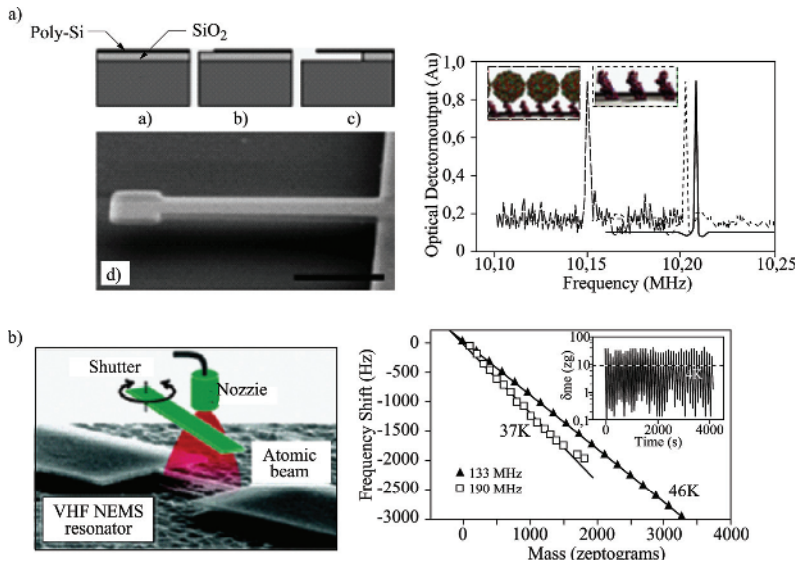 a)
Poly-Si
SiO2
a)
b)
c)
d)
Optical Detctornoutput (Au)
1,0
0,8
0,6
0,4
0,2
0
10,10
10,15
10,20
10,25
Frequency (MHz)
b)
Shutter
Nozzie
Atomic
beam
VHF NEMS
resonator
Frequency Shift (Hz)
0
-500
-1000
-1500
-2000
-2500
-3000
37K
46K
133 MHz
190 MHz
0
1000
2000
3000
4000
Mass (zeptograms)
δme (zg)
100
10
1
0,1
4K
0
2000
4000
Time (s)